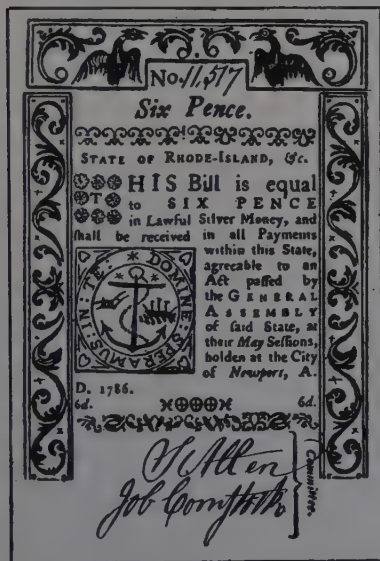 No. 11,517
Six Pence.
STATE OF RHODE-ISLAND, &c.
THIS Bill is equal
to SIX PENCE
in Lawful Silver Money, and
ſhall be received in all Payments
within this State,
agreeable to an
Act paſſed by
the GENERAL
ASSEMBLY
of ſaid State, at
their May Seſſions,
holden at the City
of Newport, A.
D. 1786.
6d. 6d.
IN : TE : DOMINE : SPERAMUS :
Allen
Job Comſtock
Committee.